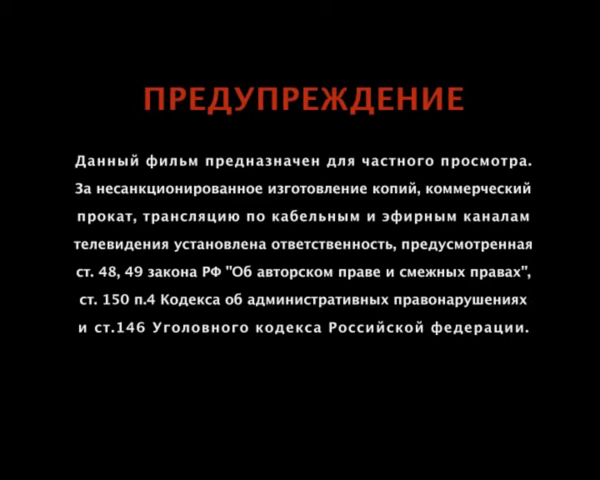 ПРЕДУПРЕЖДЕНИЕ
Данный фильм предназначен для частного просмотра.
За несанкционированное изготовление копий, коммерческий
прокат, трансляцию по кабельным и эфирным каналам
телевидения установлена ответственность, предусмотренная
ст. 48, 49 закона РФ "Об авторском праве и смежных правах",
ст. 150 п.4 Кодекса об административных правонарушениях
и ст.146 Уголовного кодекса Российской федерации.